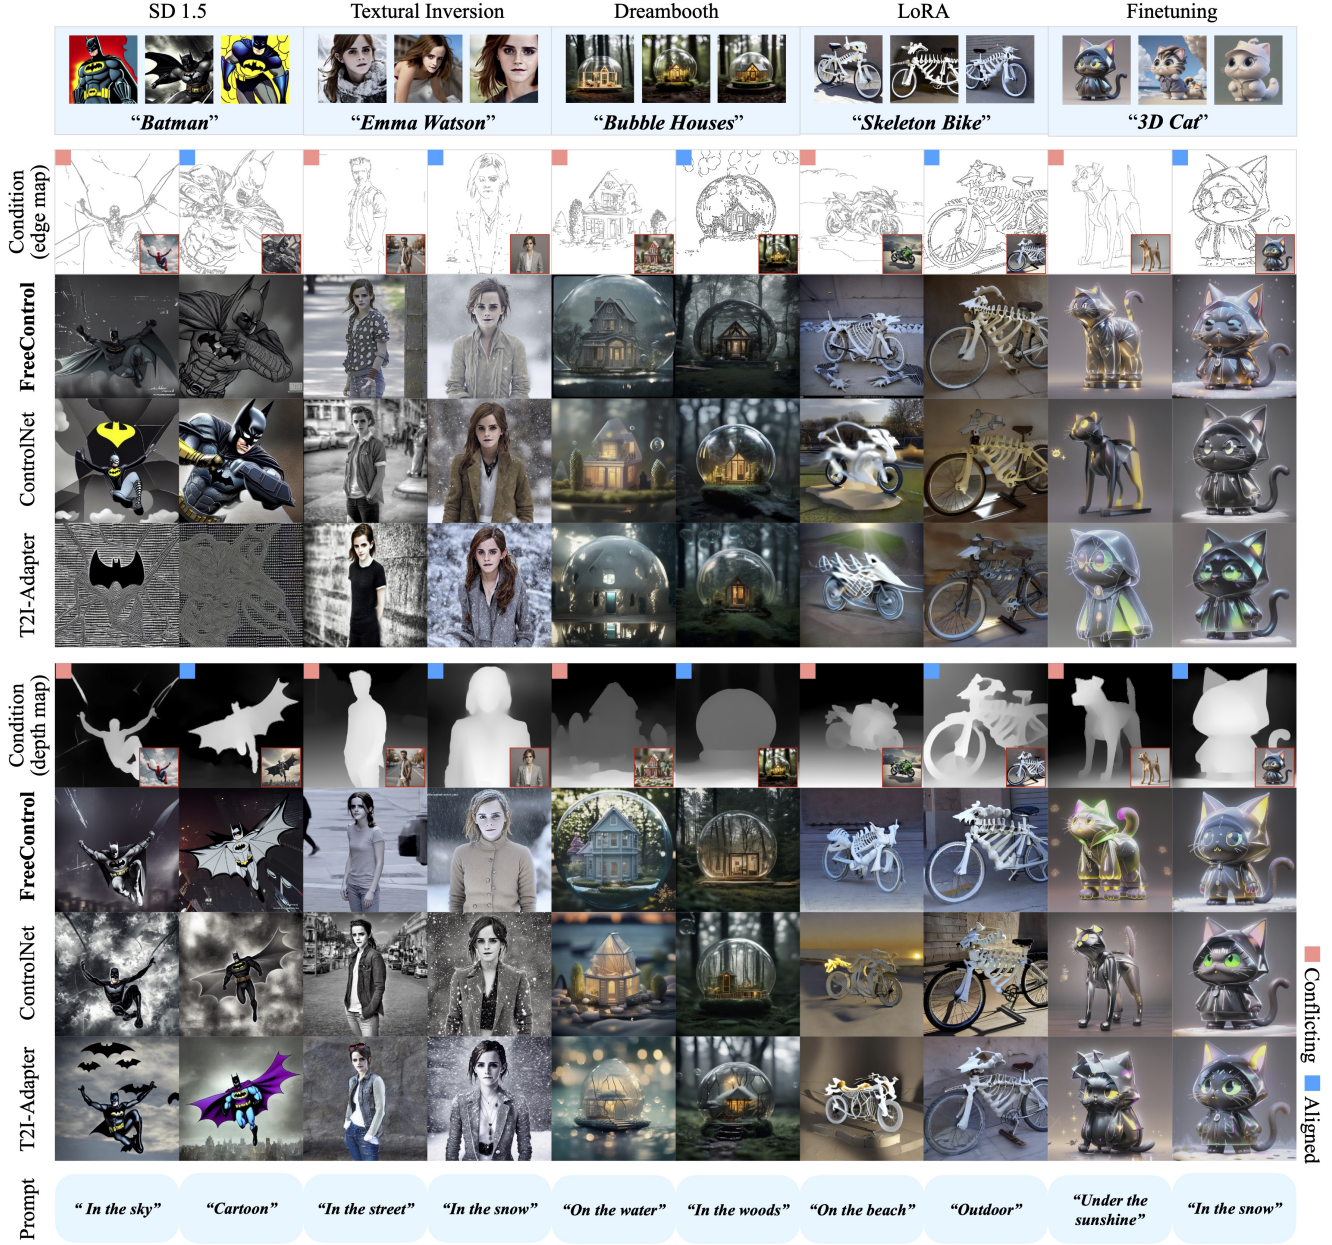 SD 1.5
Textural Inversion
Dreambooth
LoRA
Finetuning
“Batman”
“Emma Watson”
“Bubble Houses”
“Skeleton Bike”
“3D Cat”
Condition
(edge map)
FreeControl
ControlNet
T2I-Adapter
Condition
(depth map)
FreeControl
ControlNet
T2I-Adapter
Conflicting
Aligned
Prompt
“ In the sky”
“Cartoon”
“In the street”
“In the snow”
“On the water”
“In the woods”
“On the beach”
“Outdoor”
“Under the
sunshine”
“In the snow”